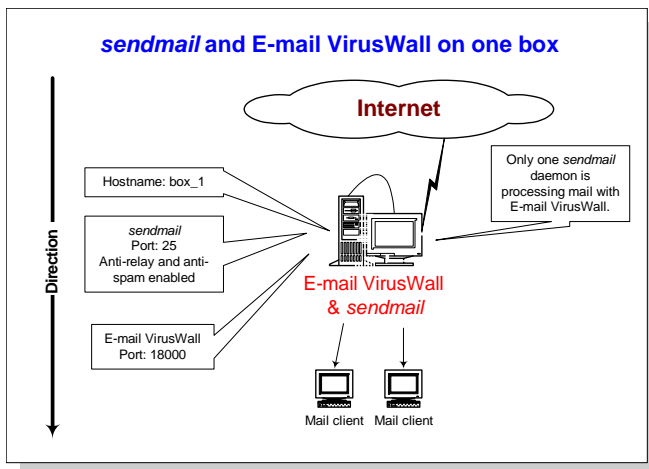 sendmail and E-mail VirusWall on one box
Internet
Hostname: box_1
Only one sendmail
daemon is
processing mail with
E-mail VirusWall.
sendmail
Port: 25
Anti-relay and anti-
spam enabled
Direction
E-mail VirusWall
& sendmail
E-mail VirusWall
Port: 18000
Mail client
Mail client